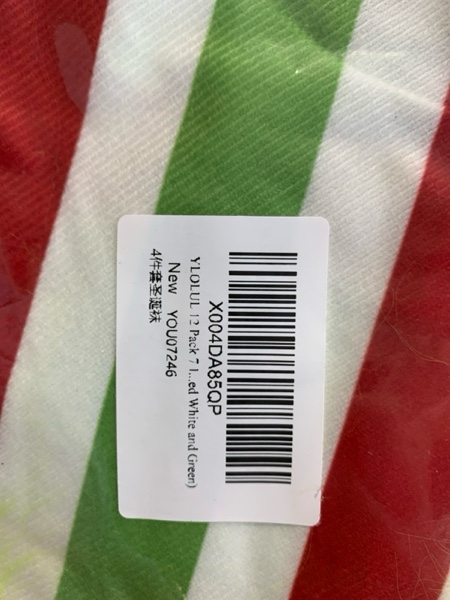 X004DA85QP
YLOLUL 12 Pack 7 I...ed White and Green)
New YOU07246
4件套圣诞袜